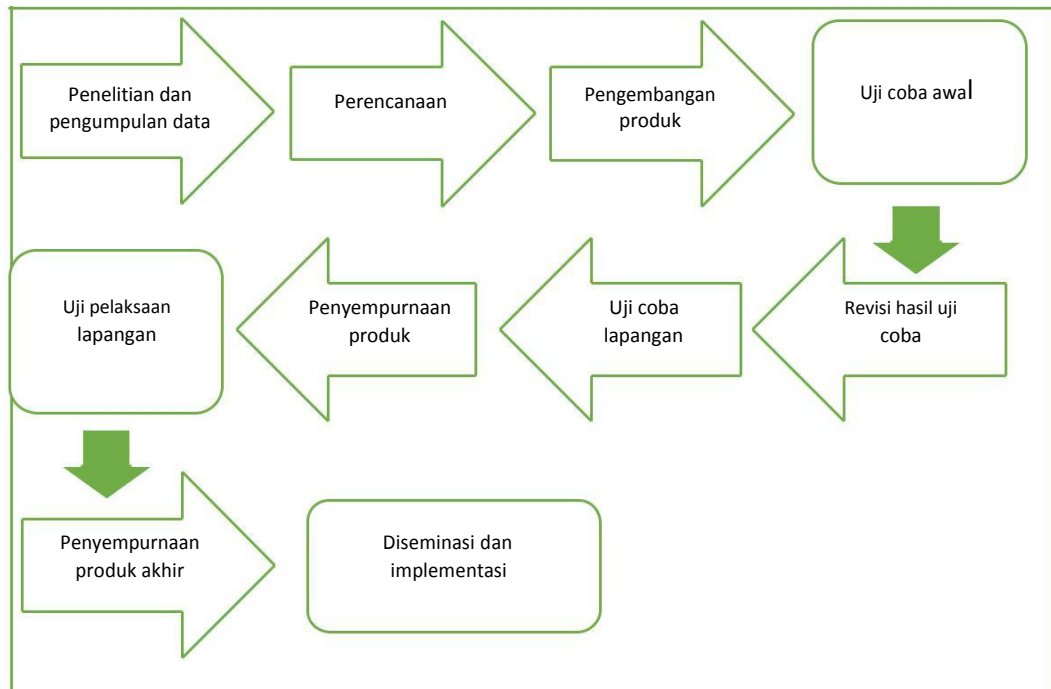 Penelitian dan
pengumpulan data
Perencanaan
Pengembangan
produk
Uji coba awal
Revisi hasil uji
coba
Uji coba
lapangan
Penyempurnaan
produk
Uji pelaksaan
lapangan
Penyempurnaan
produk akhir
Diseminasi dan
implementasi